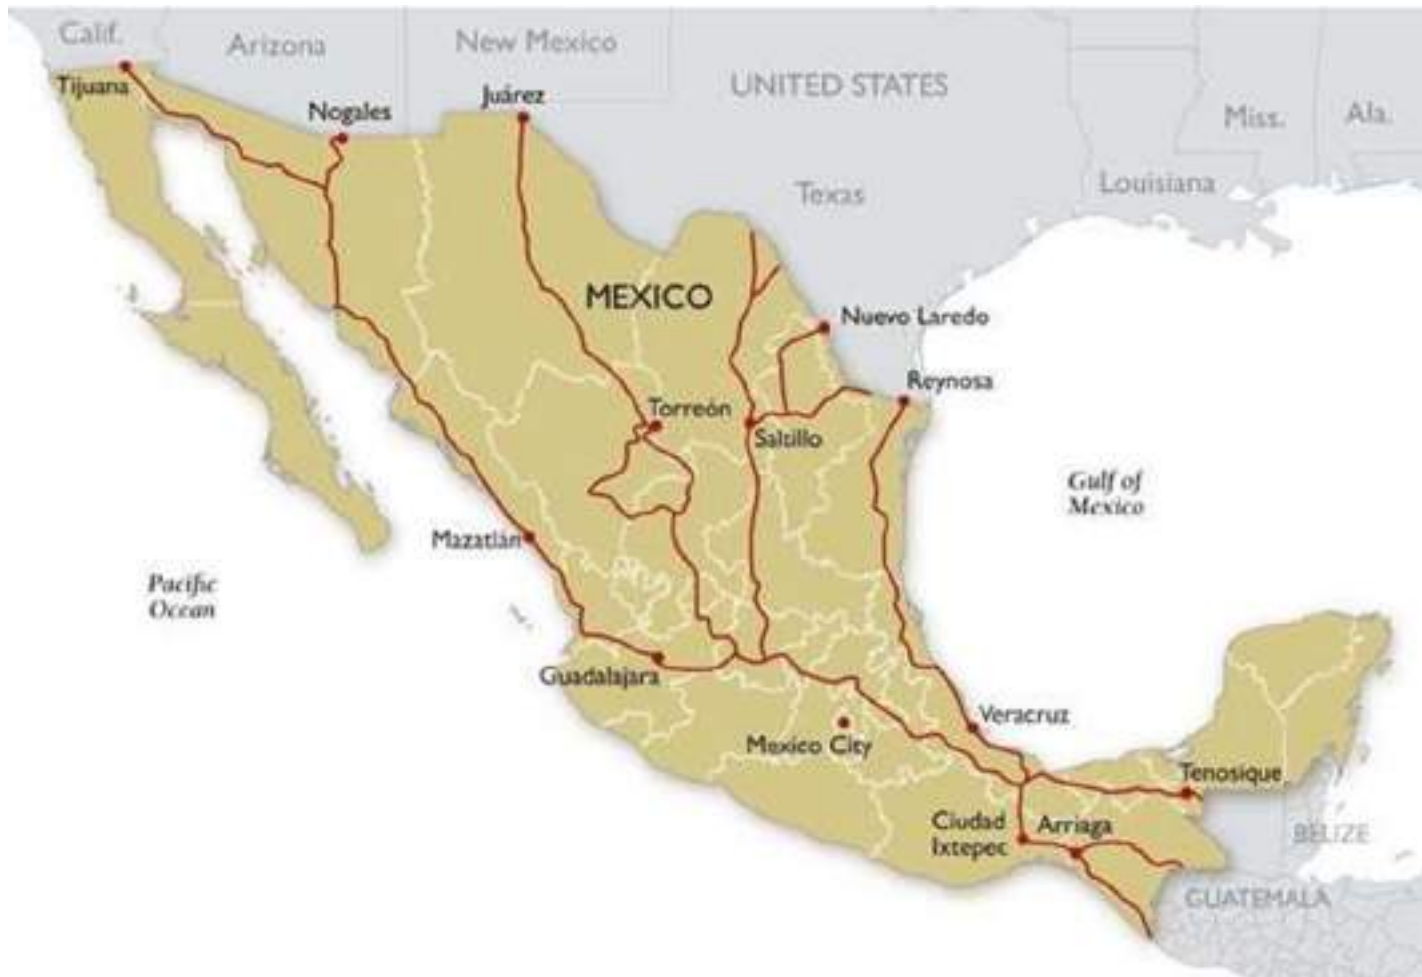 Calif.
Arizona
New Mexico
UNITED STATES
Tijuana
Nogales
Juárez
Miss.
Ala.
Texas
Louisiana
MEXICO
Nuevo Laredo
Reynosa
Torreón
Saltillo
Gulf of
Mexico
Mazatlán
Pacific
Ocean
Guadalajara
Veracruz
Mexico City
Tenosique
Ciudad
Ixtepec
Arriaga
BELIZE
GUATEMALA